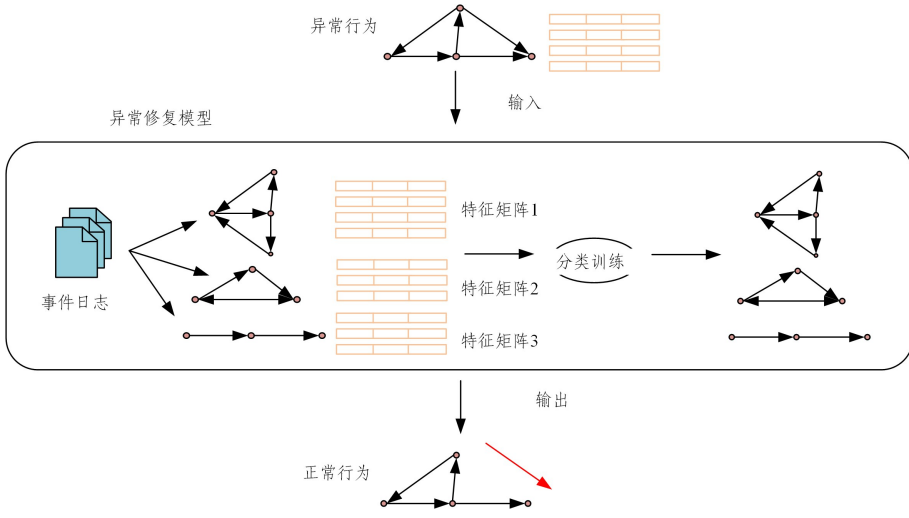 异常行为
输入
异常修复模型
特征矩阵1
分类训练
特征矩阵2
事件日志
特征矩阵3
输出
正常行为